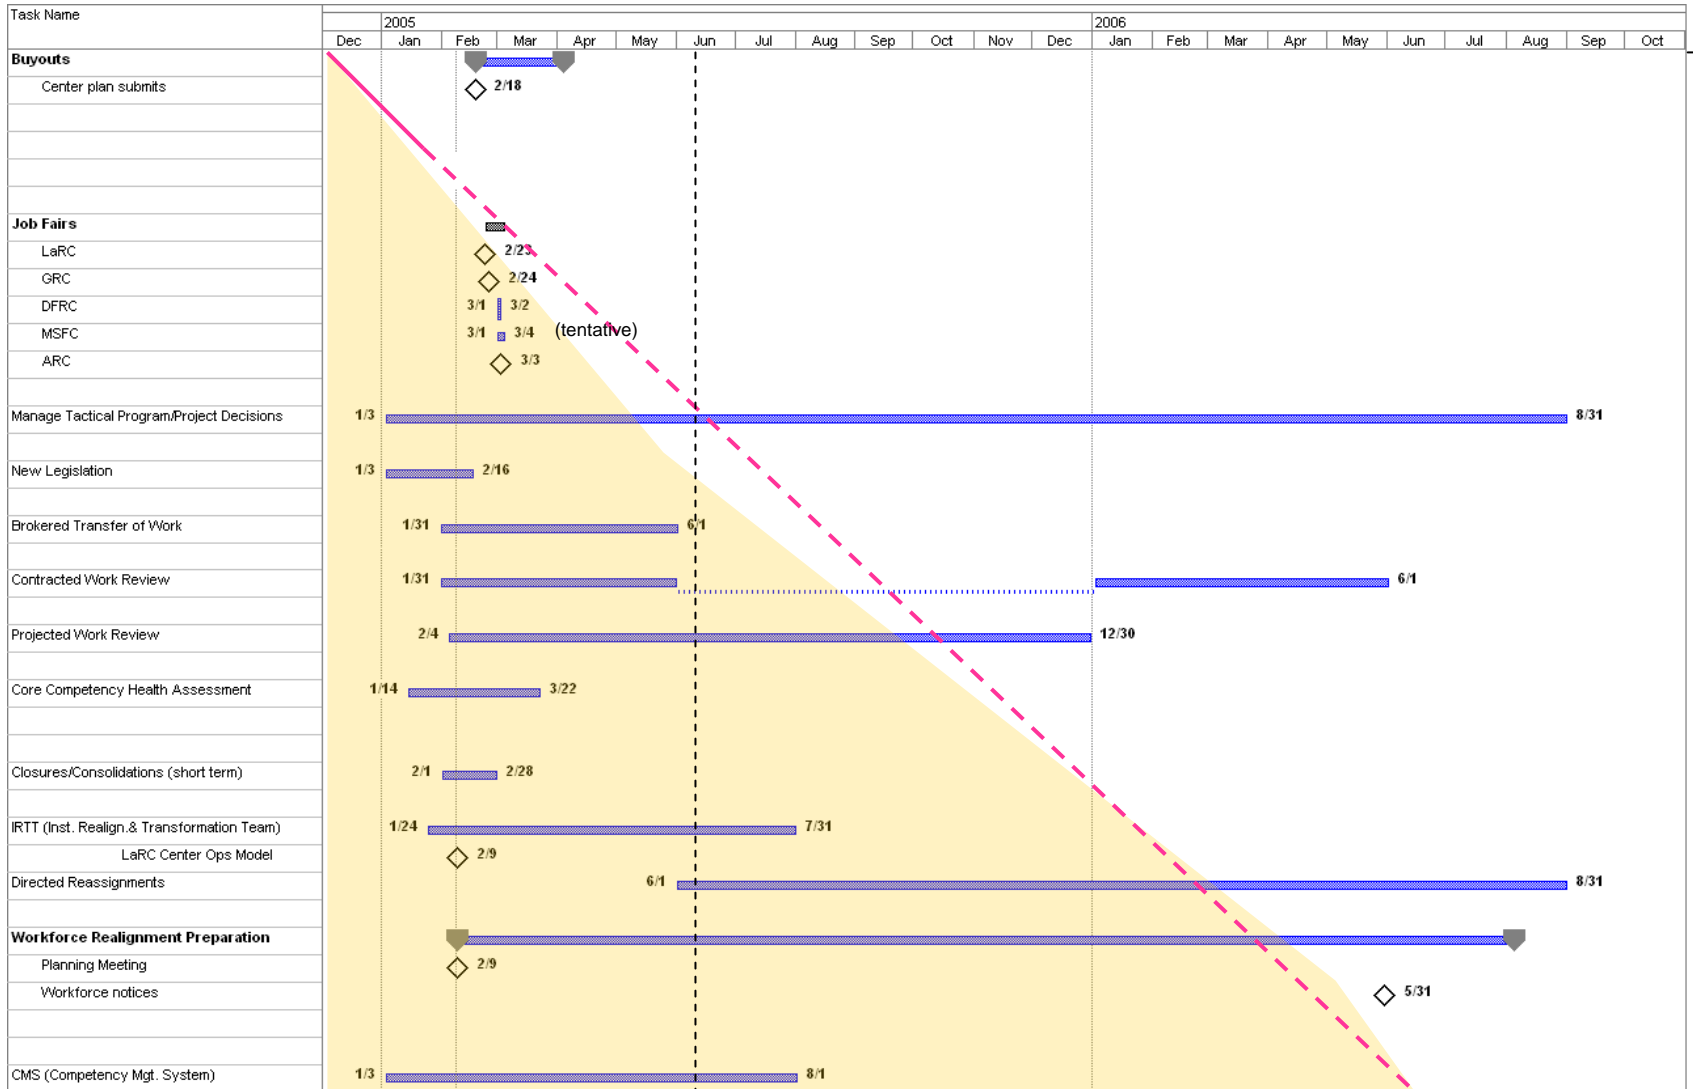 Task Name
2005 2006
Dec Jan Feb Mar Apr May Jun Jul Aug Sep Oct Nov Dec Jan Feb Mar Apr May Jun Jul Aug Sep Oct
Buyouts
Center plan submits 2/18
Job Fairs
LaRC 2/23
GRC 2/24
DFRC 3/1 3/2
MSFC 3/1 3/4 (tentative)
ARC 3/3
Manage Tactical Program/Project Decisions 1/3 8/31
New Legislation 1/3 2/16
Brokered Transfer of Work 1/31 6/1
Contracted Work Review 1/31 6/1
Projected Work Review 2/4 12/30
Core Competency Health Assessment 1/14 3/22
Closures/Consolidations (short term) 2/1 2/28
IRTT (Inst. Realign.& Transformation Team) 1/24 7/31
LaRC Center Ops Model 2/9
Directed Reassignments 6/1 8/31
Workforce Realignment Preparation
Planning Meeting 2/9
Workforce notices 5/31
CMS (Competency Mgt. System) 1/3 8/1